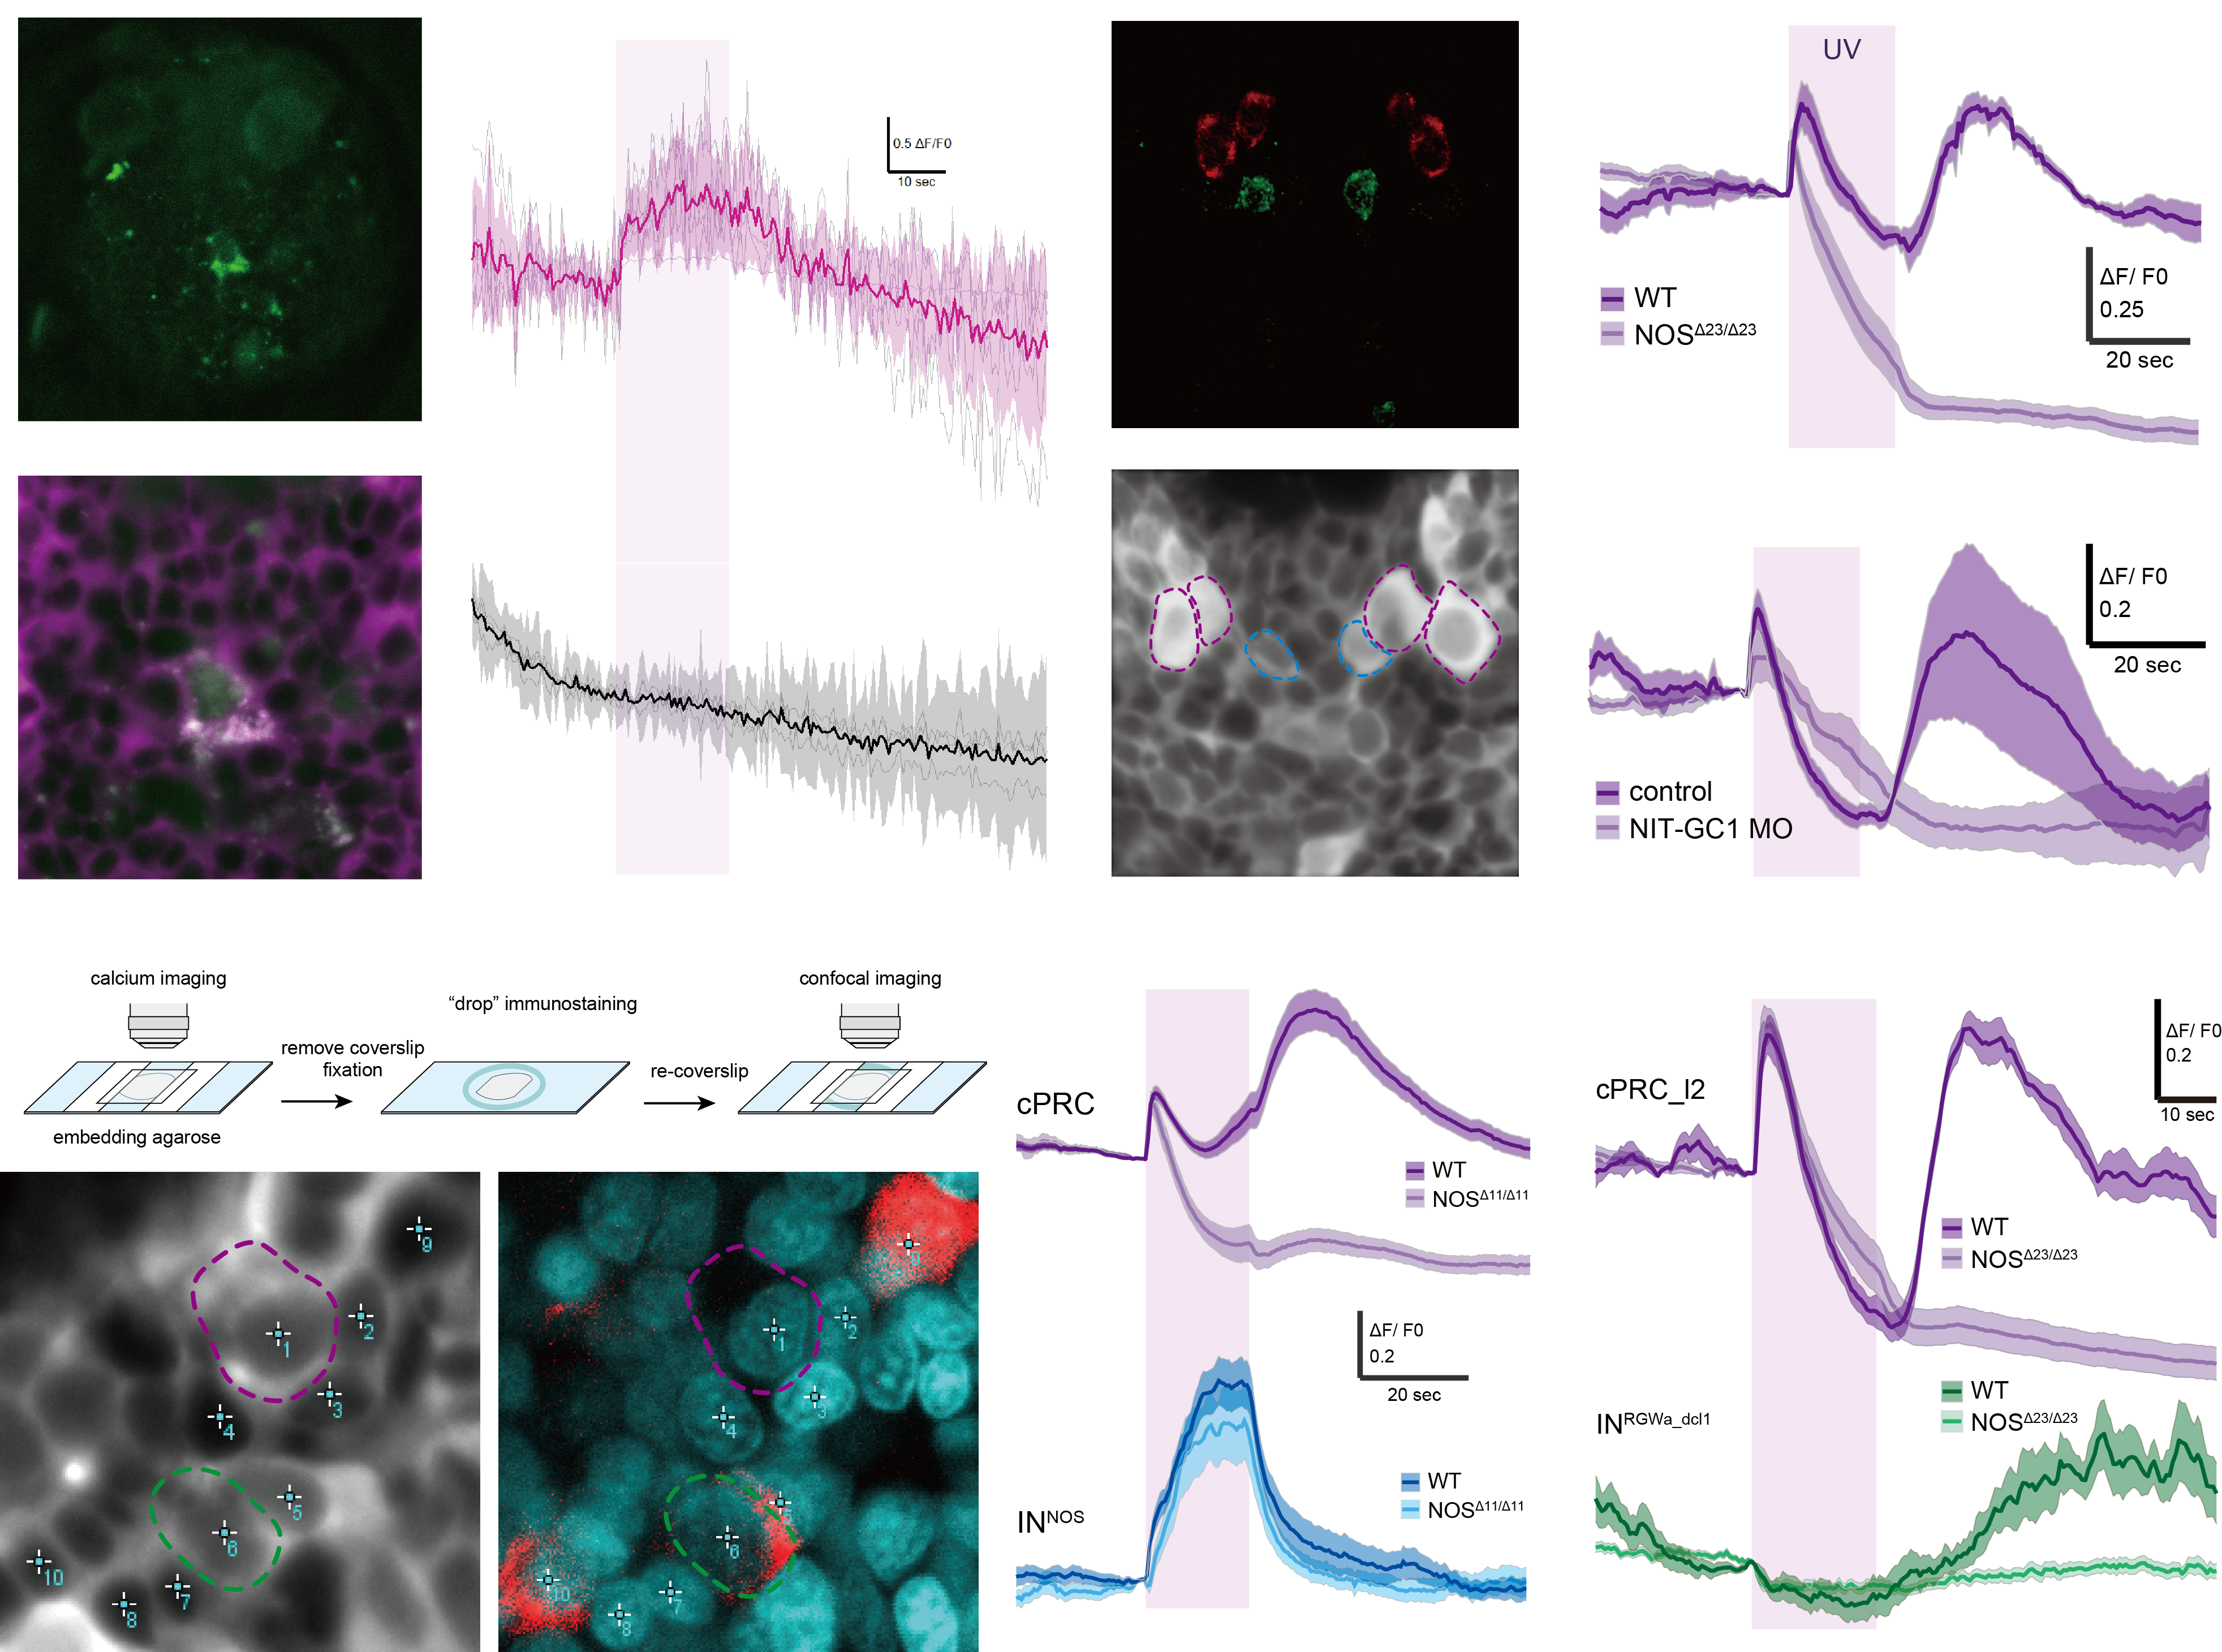 0.5 ΔF/F0
10 sec
UV
WT
NOSΔ23/Δ23
ΔF/ F0
0.25
20 sec
ΔF/ F0
0.2
20 sec
control
NIT-GC1 MO
calcium imaging
“drop” immunostaining
confocal imaging
remove coverslip
fixation
re-coverslip
embedding agarose
cPRC
WT
NOSΔ11/Δ11
ΔF/ F0
0.2
20 sec
INNOS
WT
NOSΔ11/Δ11
cPRC_l2
ΔF/ F0
0.2
10 sec
WT
NOSΔ23/Δ23
INRGWa_dcl1
WT
NOSΔ23/Δ23
9
2
1
3
4
5
6
10
7
8
9
2
1
3
4
5
6
10
7
8